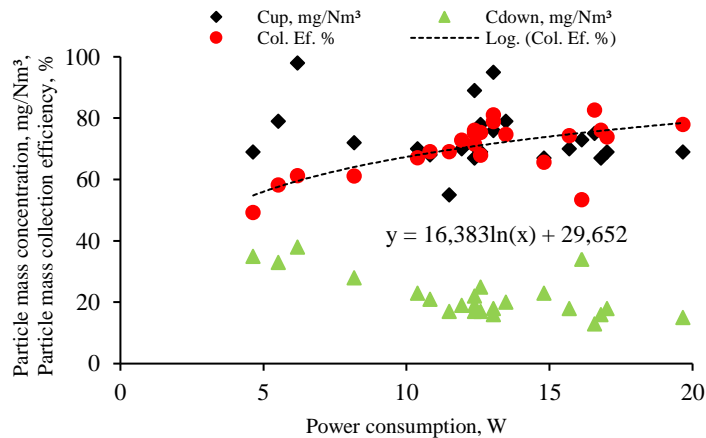 Cup, mg/Nm³
Cdown, mg/Nm³
Col. Ef. %
Log. (Col. Ef. %)
Particle mass concentration, mg/Nm³,
Particle mass collection efficiency, %
100
80
60
40
20
0
y = 16,383ln(x) + 29,652
0
5
10
15
20
Power consumption, W